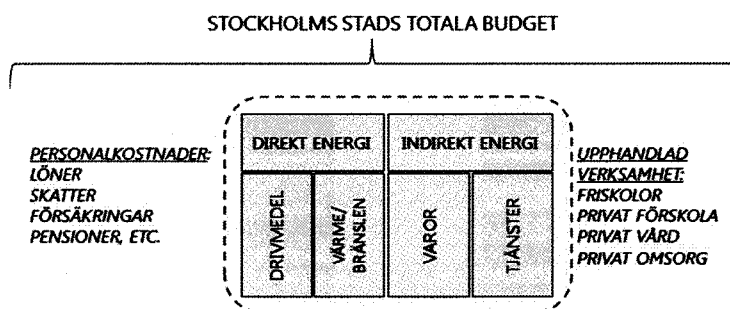 STOCKHOLMS STADS TOTALA BUDGET
PERSONALKOSTNADER:
LÖNER
SKATTER
FÖRSÄKRINGAR
PENSIONER, ETC.
DIREKT ENERGI
INDIREKT ENERGI
DRIVMEDEL
VÄRME/
BRÄNSLEN
VAROR
TJÄNSTER
UPPHANDLAD
VERKSAMHET:
FRISKOLOR
PRIVAT FÖRSKOLA
PRIVAT VÅRD
PRIVAT OMSORG